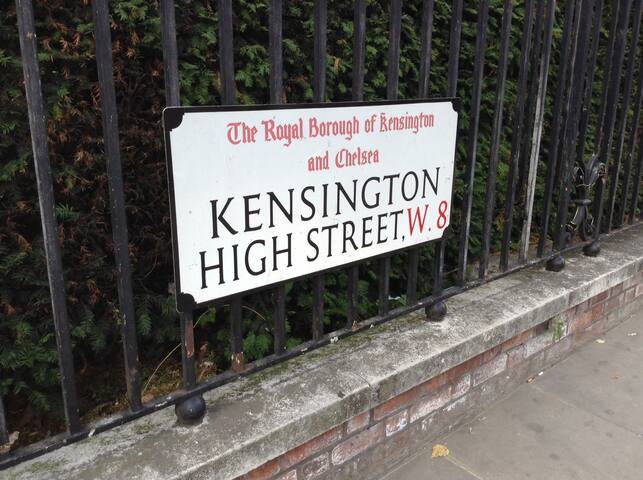 The Royal Borough of Kensington
and Chelsea
KENSINGTON
HIGH STREET, W. 8